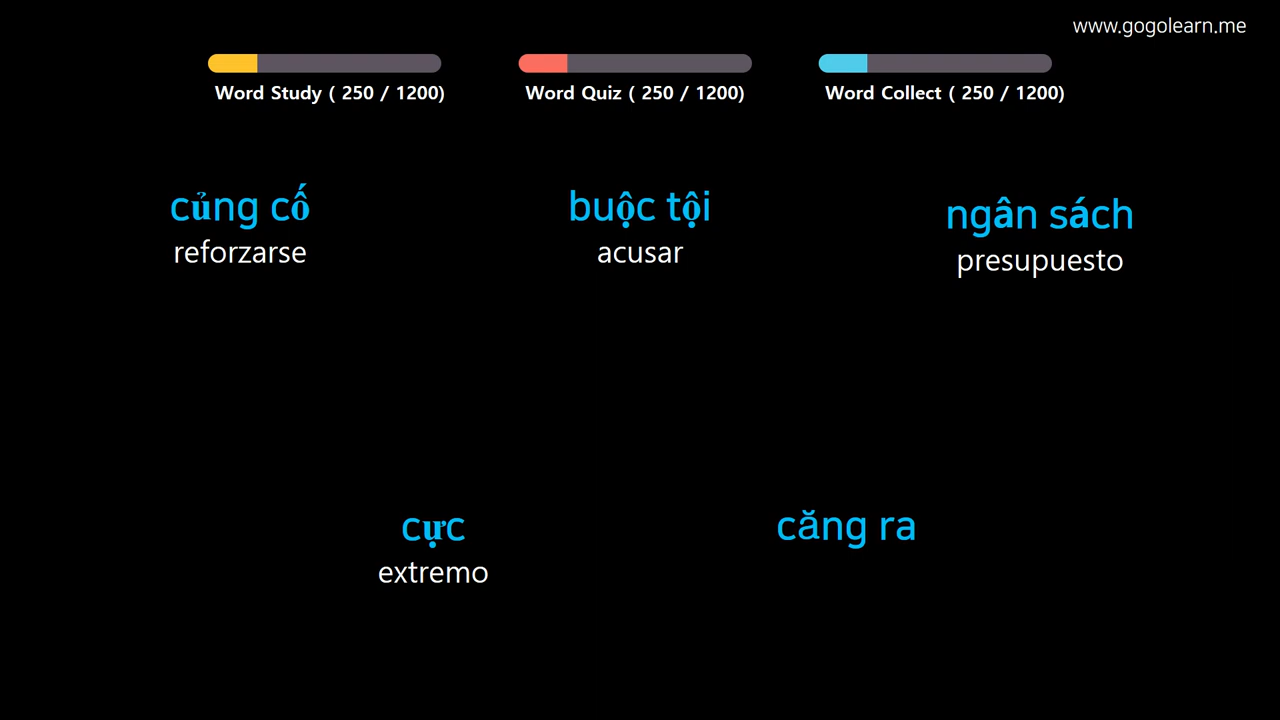 www.gogolearn.me
Word Study ( 250 / 1200)
Word Quiz ( 250 / 1200)
Word Collect ( 250 / 1200)
củng cố
reforzarse
buộc tội
acusar
ngân sách
presupuesto
cực
extremo
căng ra